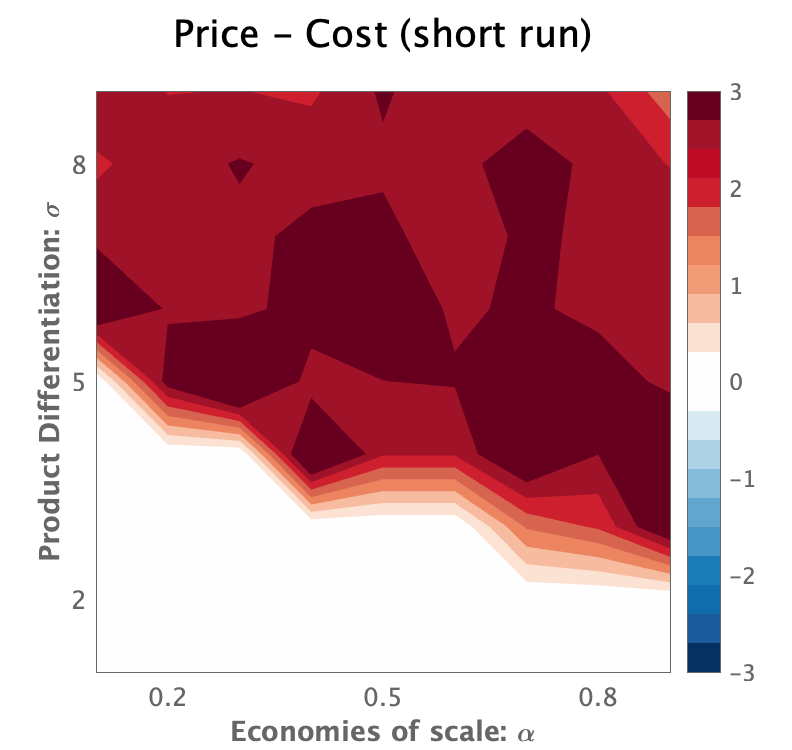 Price – Cost (short run)
3
2
1
0
−1
−2
−3
8
5
2
Product Differentiation: σ
0.2 0.5 0.8
Economies of scale: α